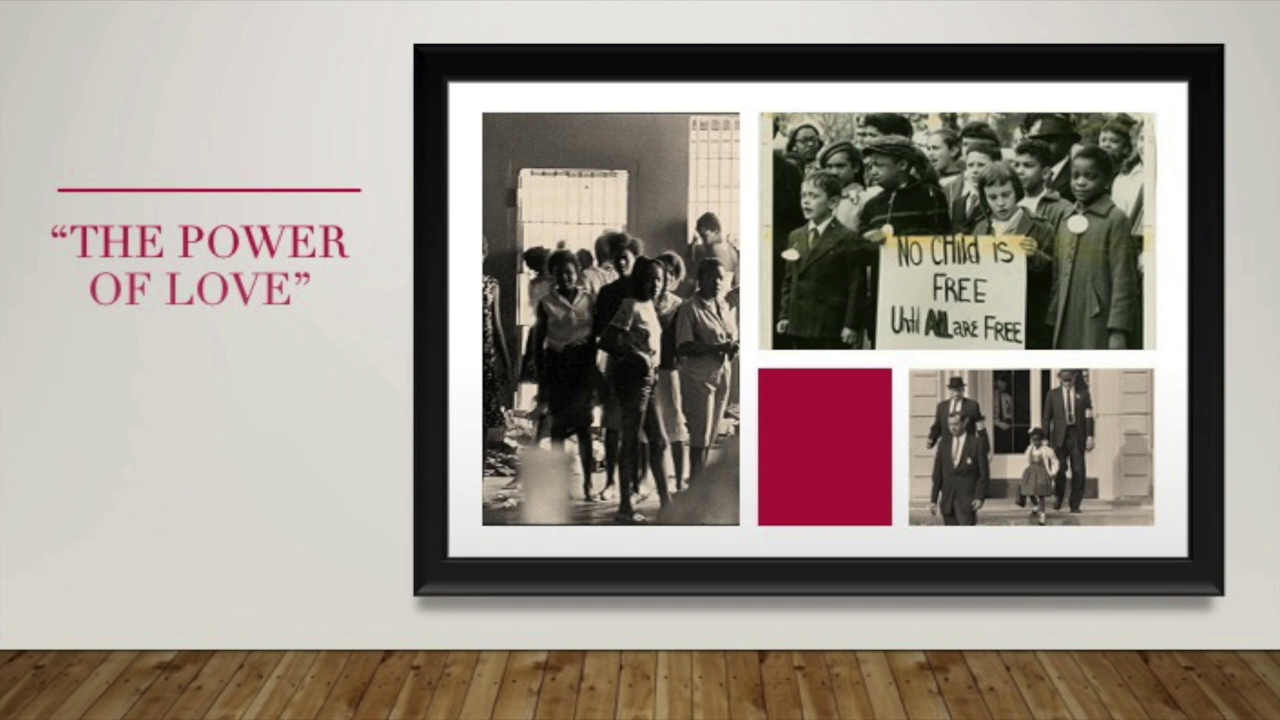 “THE POWER
OF LOVE”
No Child is
FREE
Until ALL are FREE